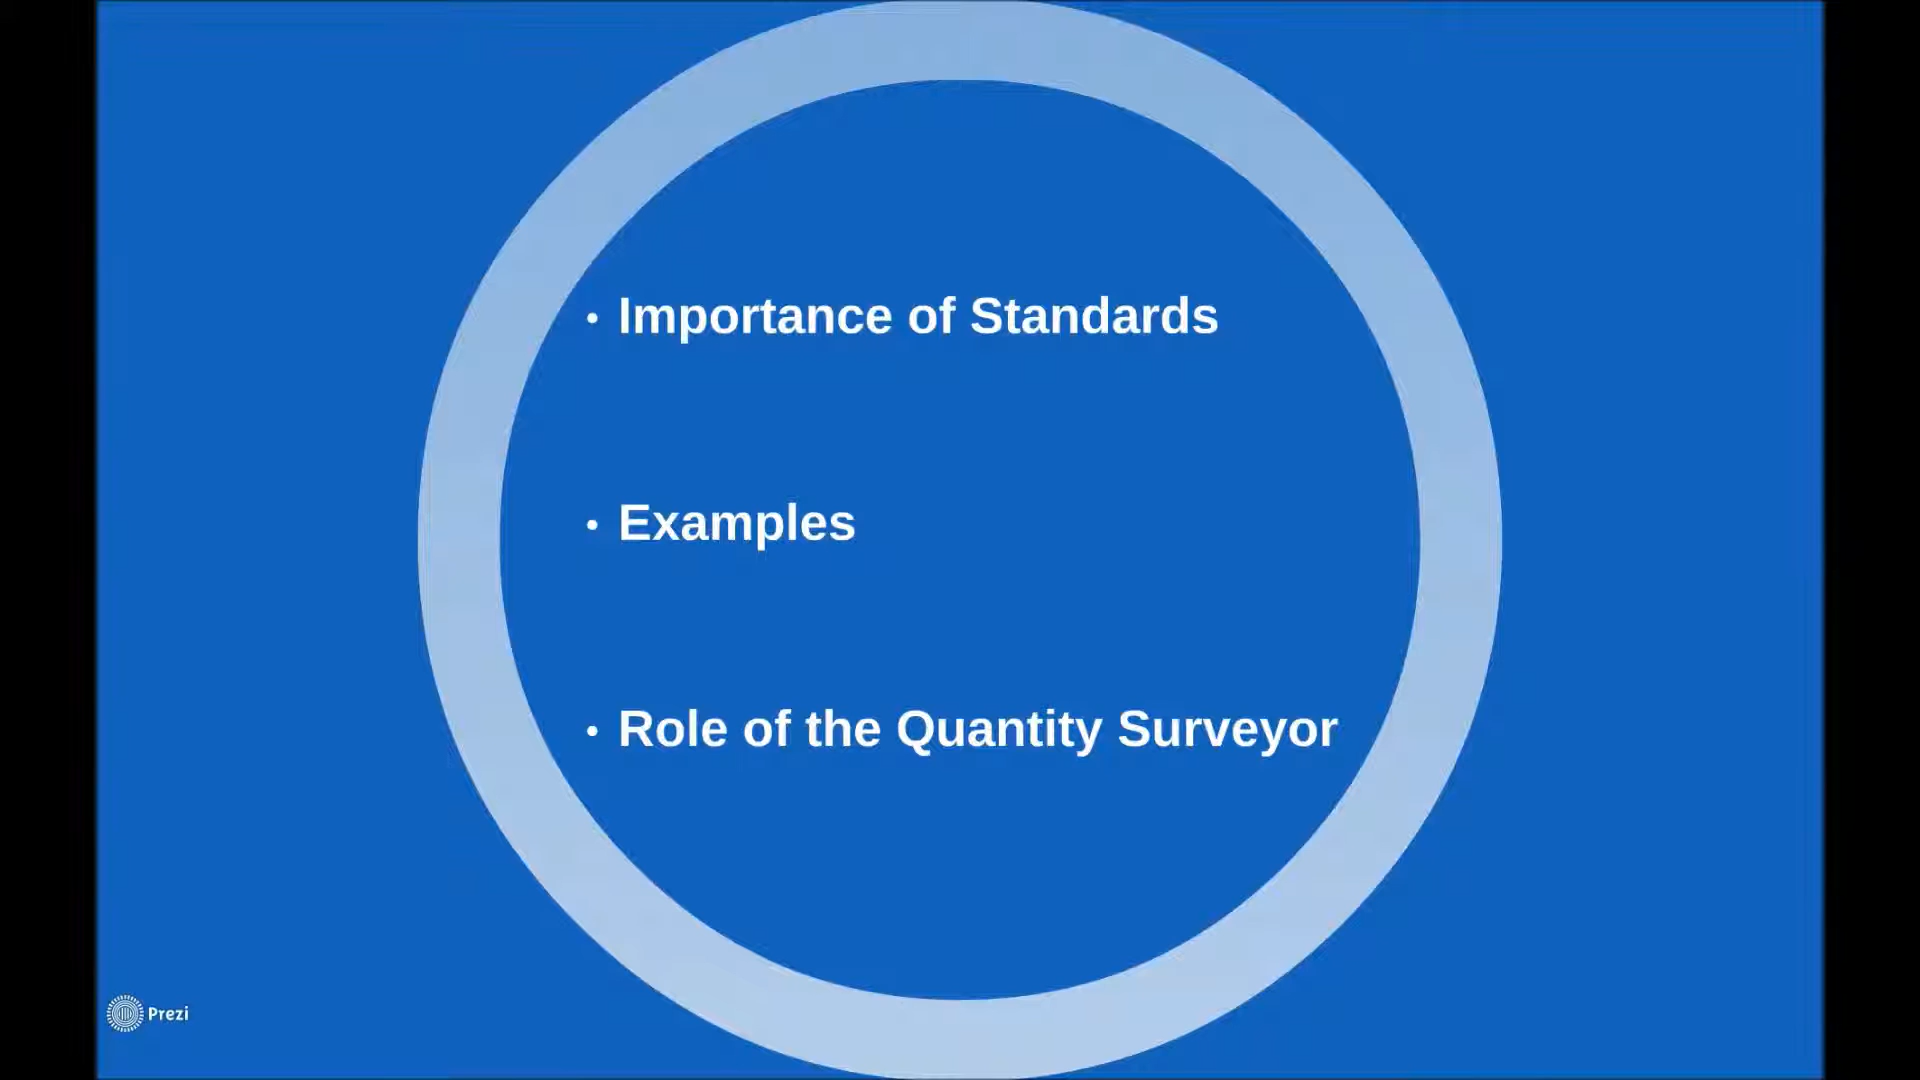 • Importance of Standards
• Examples
• Role of the Quantity Surveyor
Prezi